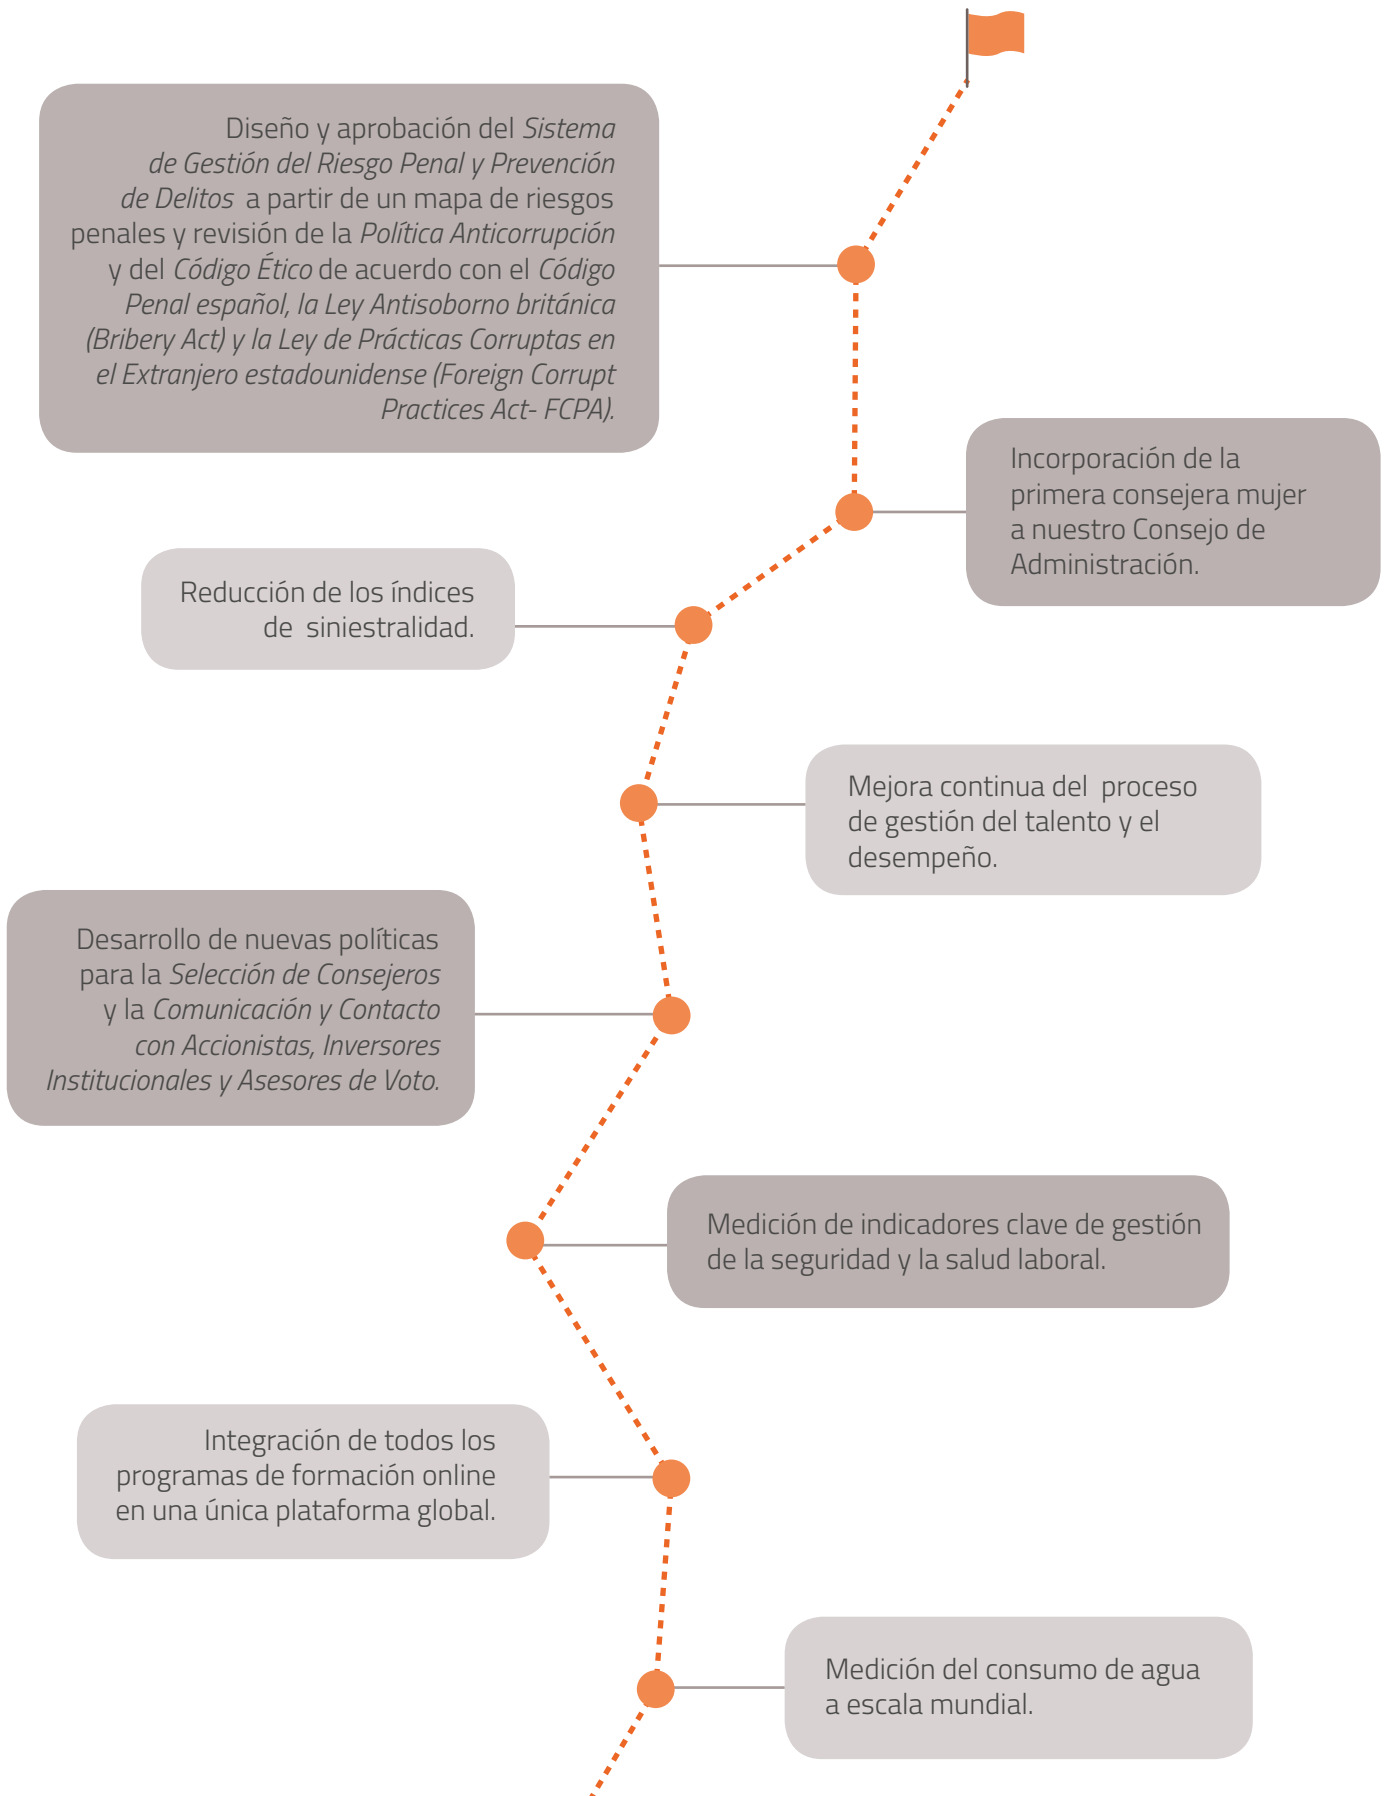 Diseño y aprobación del Sistema
de Gestión del Riesgo Penal y Prevención
de Delitos a partir de un mapa de riesgos
penales y revisión de la Política Anticorrupción
y del Código Ético de acuerdo con el Código
Penal español, la Ley Antisoborno británica
(Bribery Act) y la Ley de Prácticas Corruptas en
el Extranjero estadounidense (Foreign Corrupt
Practices Act- FCPA).
Incorporación de la
primera consejera mujer
a nuestro Consejo de
Administración.
Reducción de los índices
de siniestralidad.
Mejora continua del proceso
de gestión del talento y el
desempeño.
Desarrollo de nuevas políticas
para la Selección de Consejeros
y la Comunicación y Contacto
con Accionistas, Inversores
Institucionales y Asesores de Voto.
Medición de indicadores clave de gestión
de la seguridad y la salud laboral.
Integración de todos los
programas de formación online
en una única plataforma global.
Medición del consumo de agua
a escala mundial.